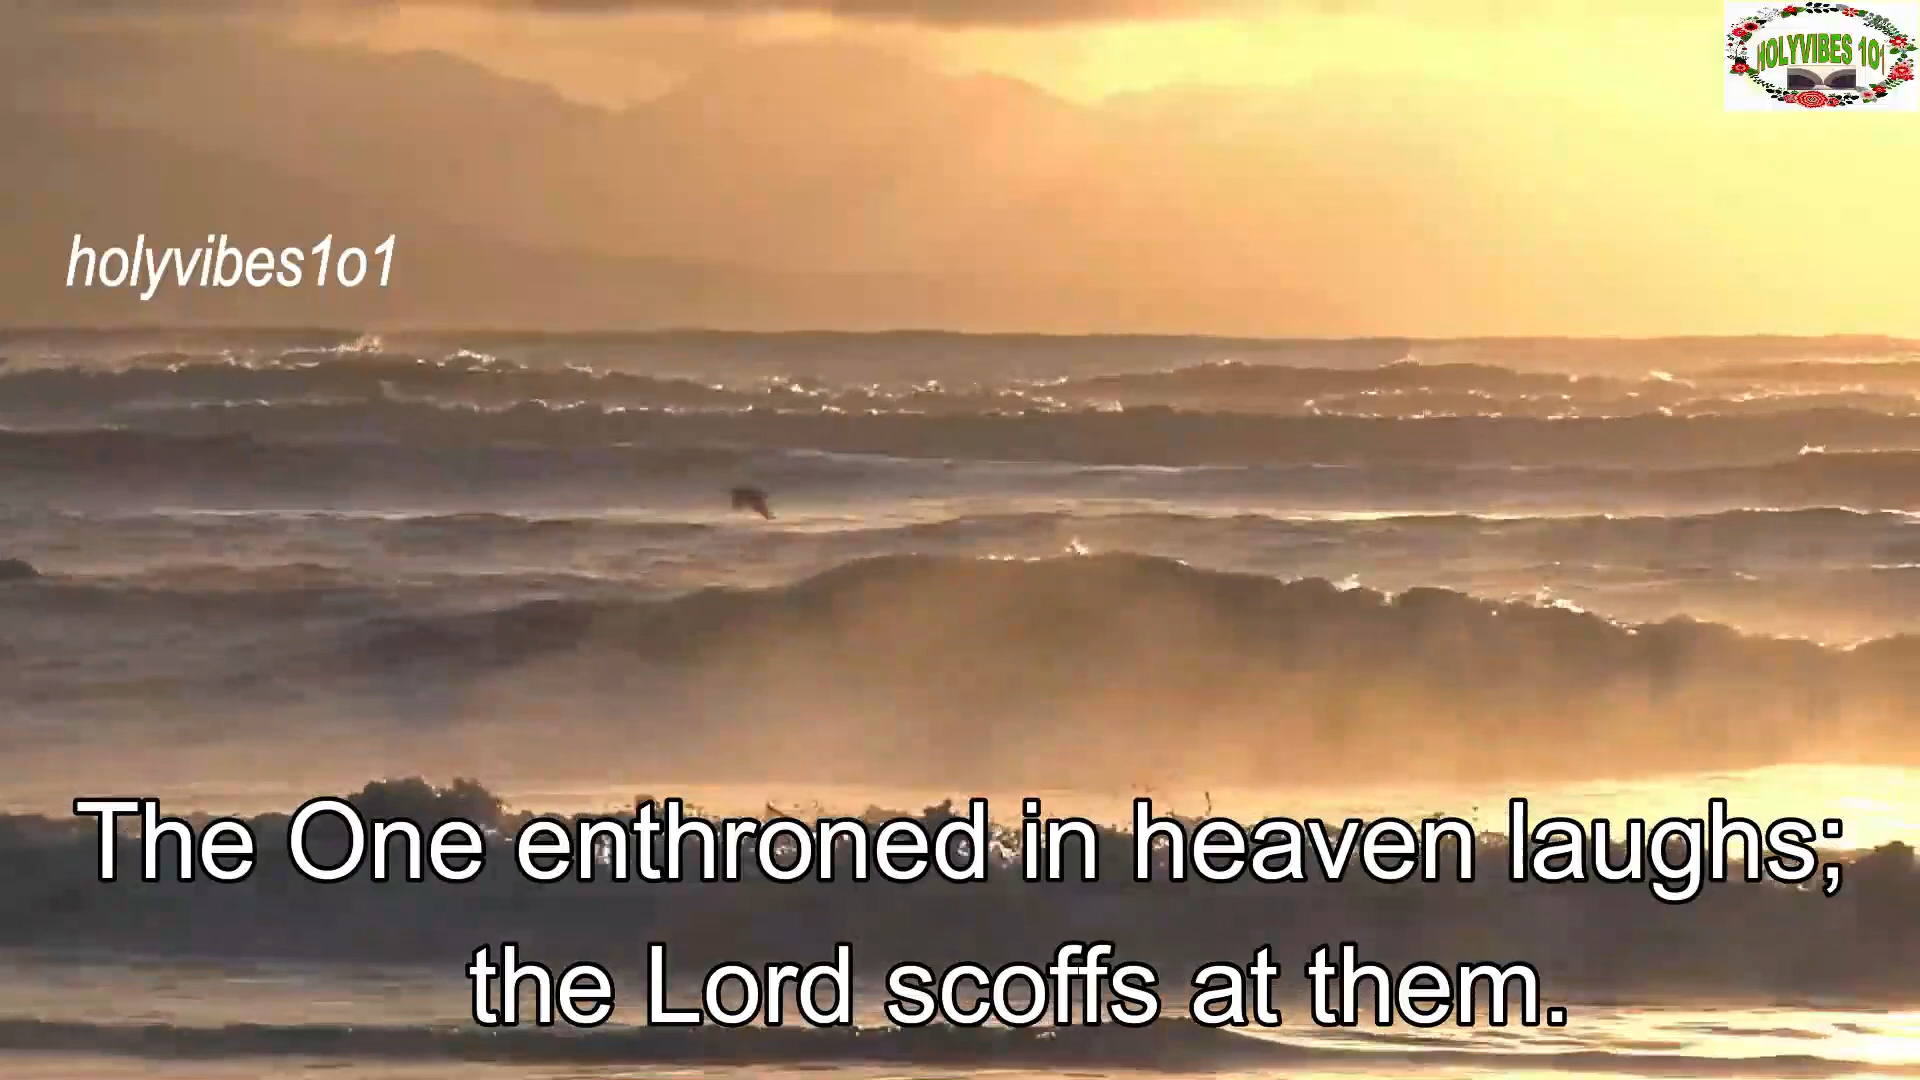 HOLYVIBES 101
holyvibes1o1
The One enthroned in heaven laughs;
the Lord scoffs at them.